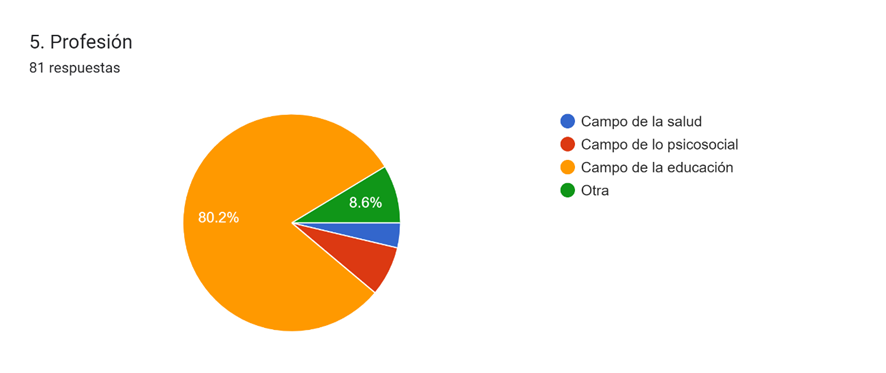 5. Profesión
81 respuestas
Campo de la salud
Campo de lo psicosocial
Campo de la educación
Otra
80.2%
8.6%